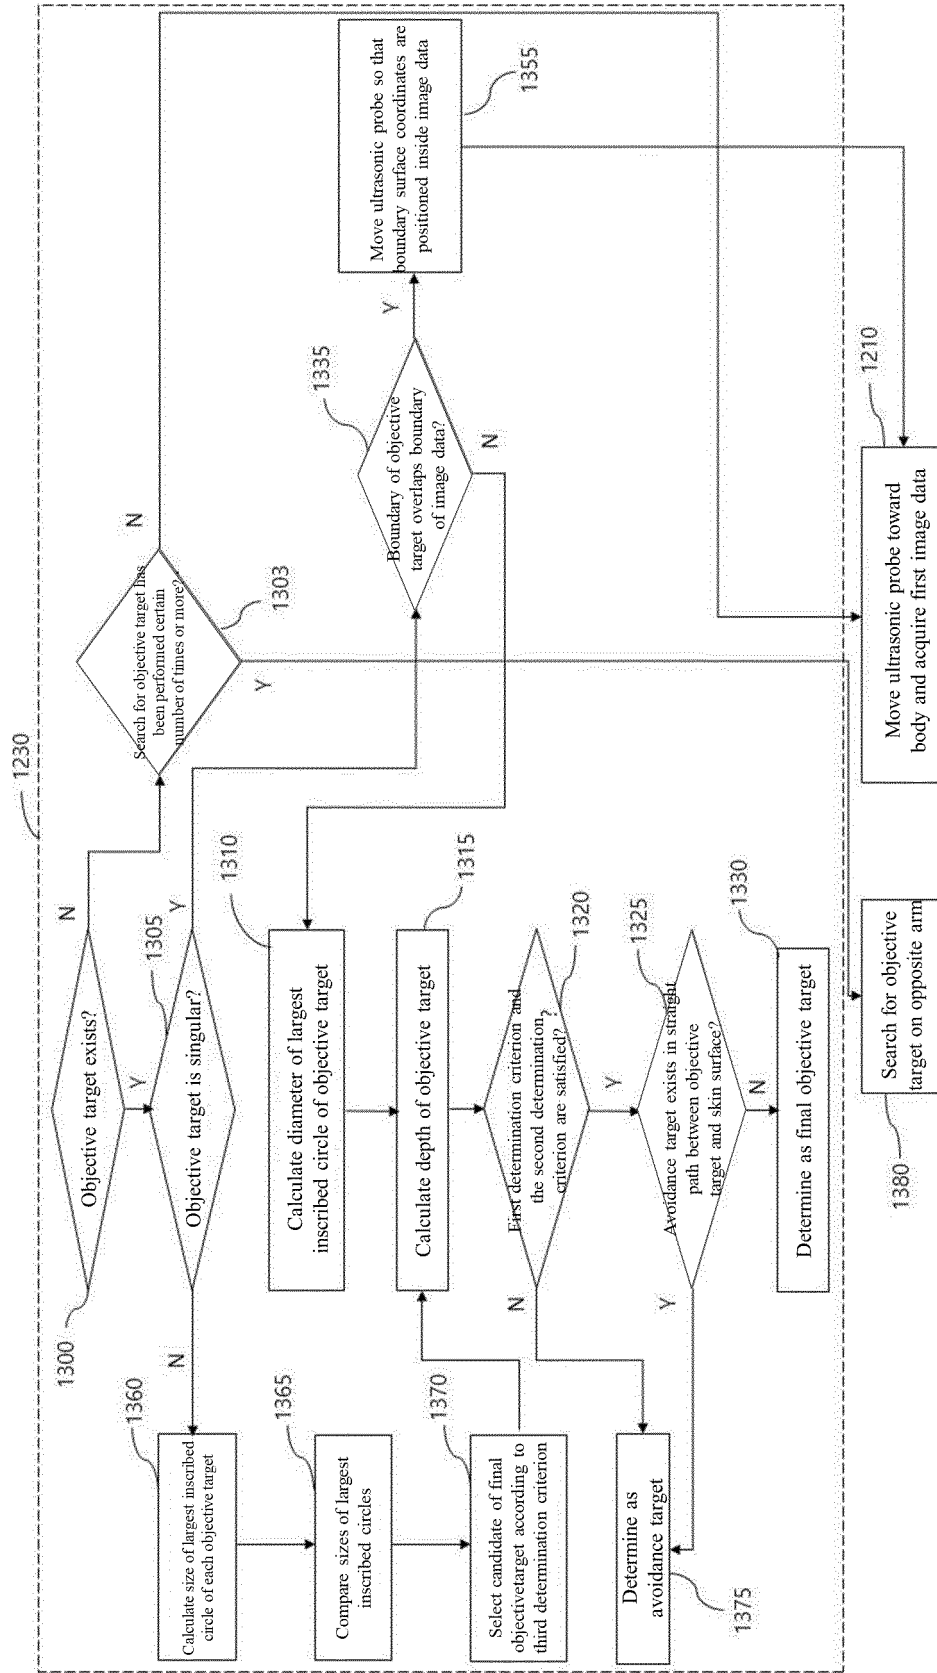 1230
Objective target exists?
1300
N
Y
Search for objective target has
been performed certain
number of times or more?
1303
N
Y
Objective target is singular?
1305
Y
N
Boundary of objective
target overlaps boundary
of image data?
1335
Y
N
Move ultrasonic probe so that
boundary surface coordinates are
positioned inside image data
1355
Calculate size of largest inscribed
circle of each objective target
1360
Compare sizes of largest
inscribed circles
1365
Select candidate of final
objectivetarget according to
third determination criterion
1370
Calculate diameter of largest
inscribed circle of objective target
1310
Calculate depth of objective target
1315
First determination criterion and
the second determination
criterion are satisfied?
?
1320
N
Y
Avoidance target exists in straight
path between objective
target and skin surface?
1325
Y
N
Determine as
avoidance target
1375
Determine as final objective target
1330
Search for objective
target on opposite arm
1380
Move ultrasonic probe toward
body and acquire first image data
1210